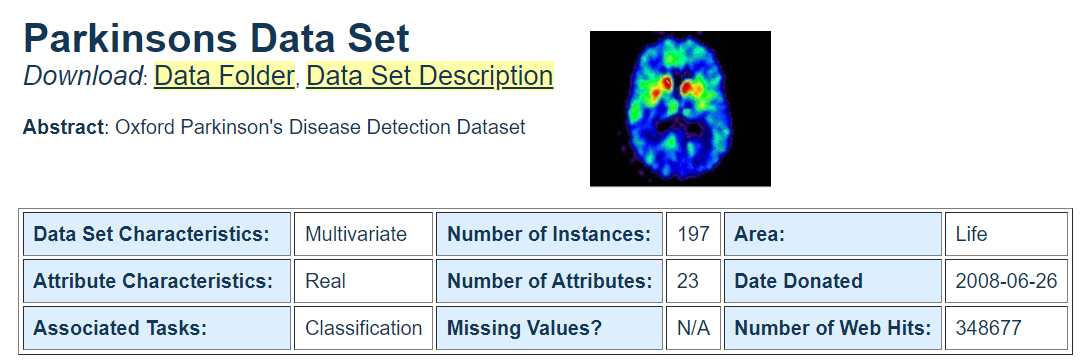 Parkinsons Data Set
Download: Data Folder, Data Set Description
Abstract: Oxford Parkinson's Disease Detection Dataset
Data Set Characteristics: Multivariate Number of Instances: 197 Area: Life
Attribute Characteristics: Real Number of Attributes: 23 Date Donated 2008-06-26
Associated Tasks: Classification Missing Values? N/A Number of Web Hits: 348677